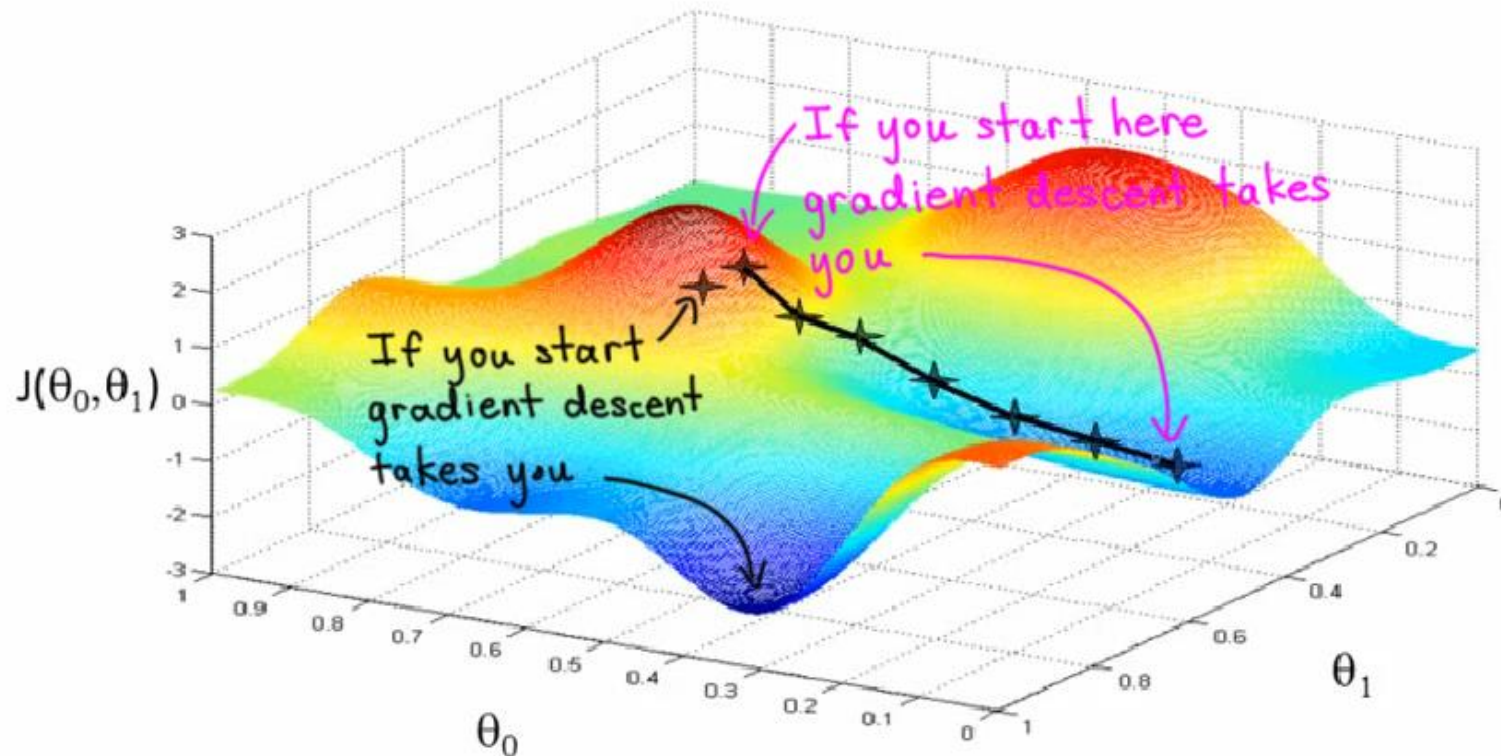 If you start here
gradient descent takes
you
If you start
gradient descent
takes you
J(θ₀,θ₁)
3
2
1
0
-1
-2
-3
1
0.9
0.8
0.7
0.6
0.5
0.4
0.3
0.2
0.1
0
θ₀
1
0.8
0.6
0.4
0.2
θ₁